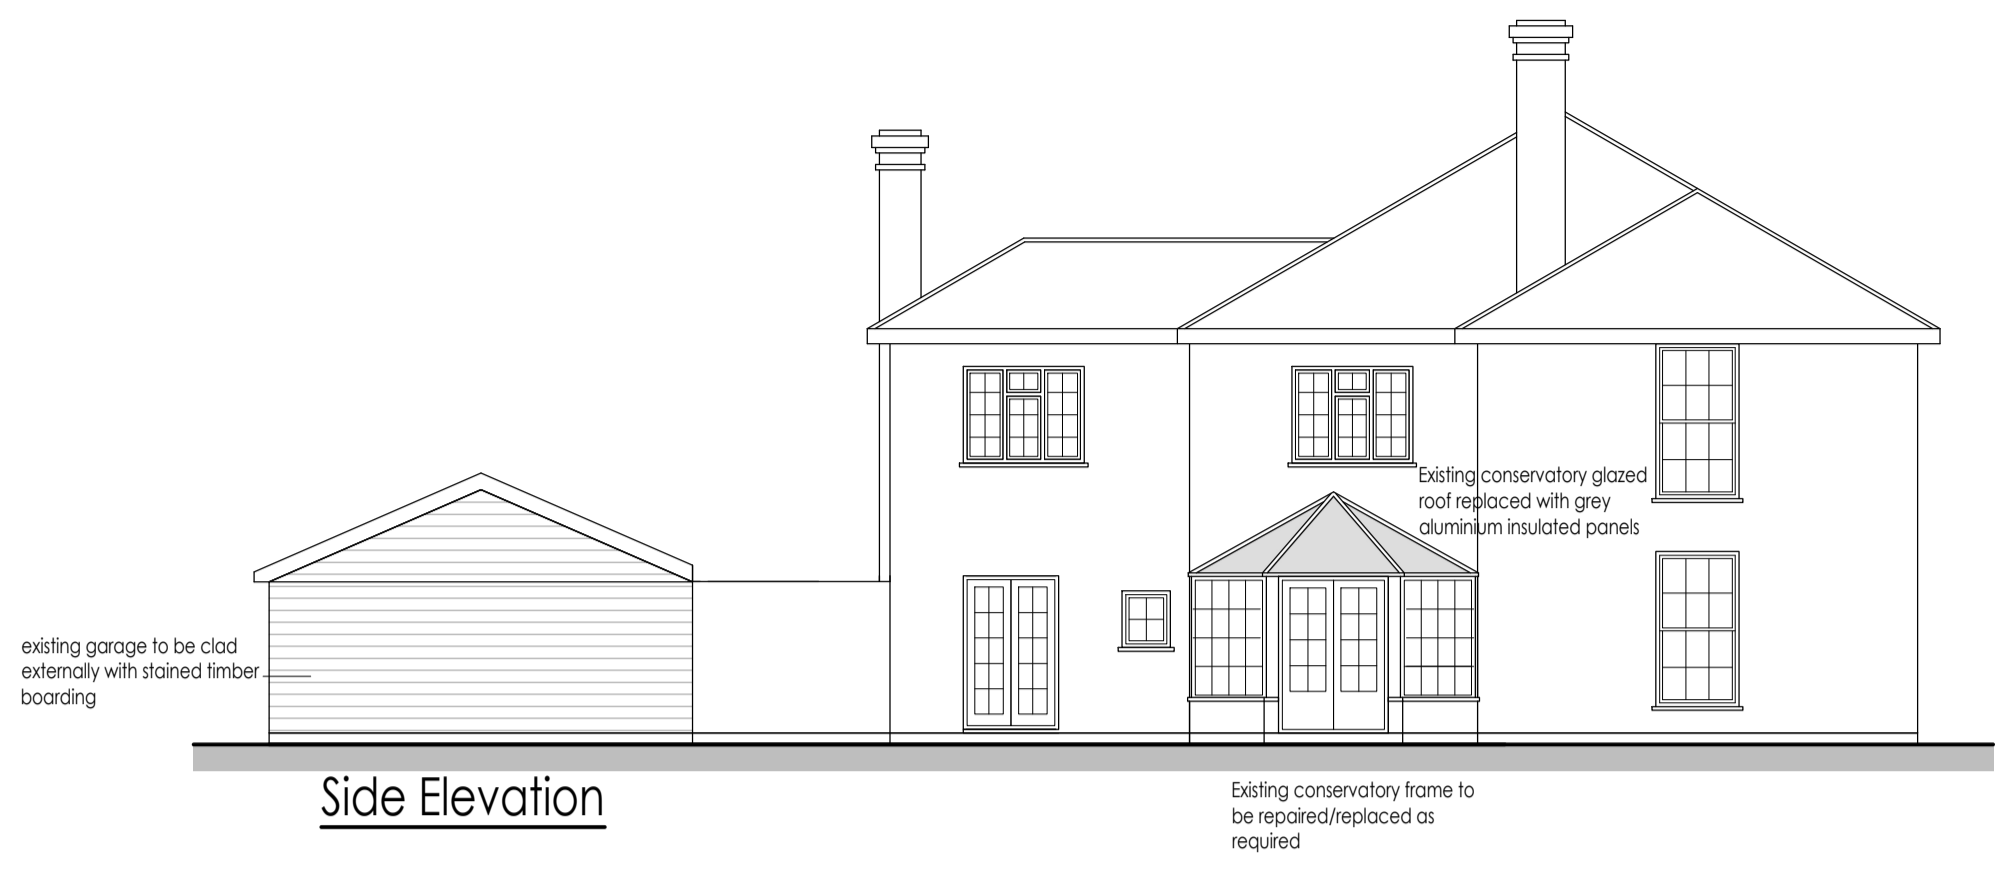 Existing conservatory glazed
roof replaced with grey
aluminium insulated panels
existing garage to be clad
externally with stained timber
boarding
Side Elevation
Existing conservatory frame to
be repaired/replaced as
required